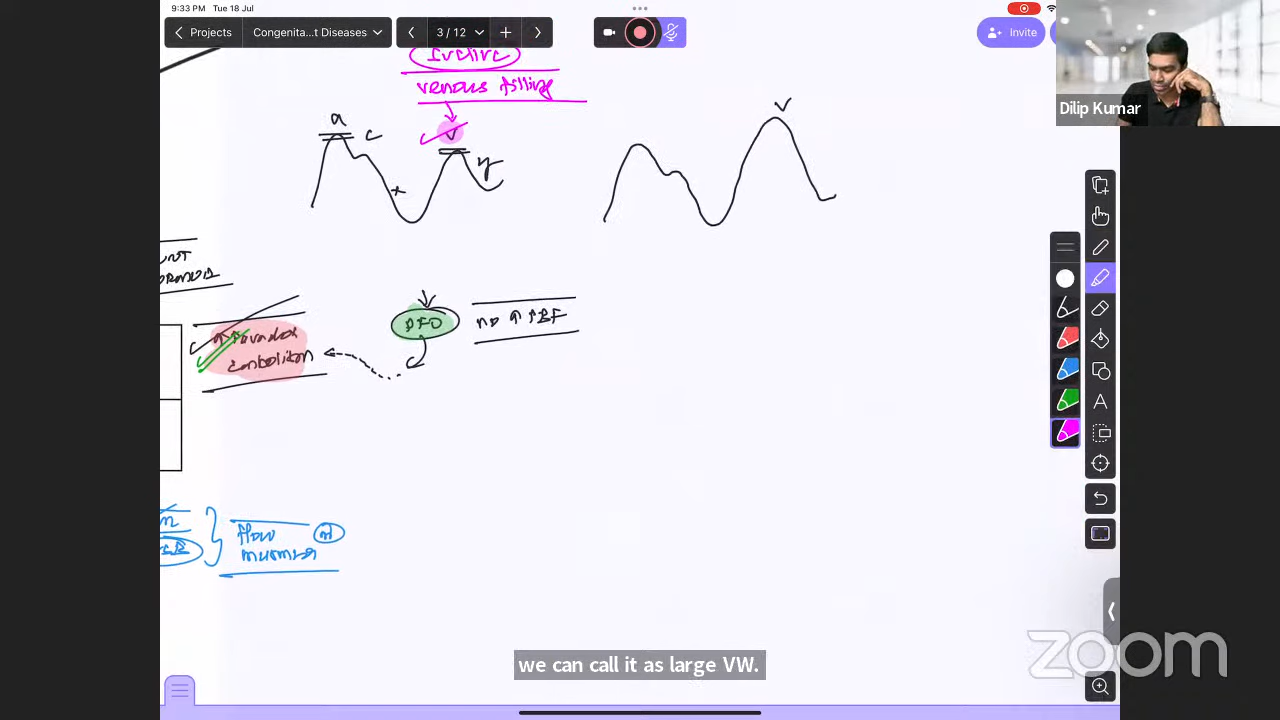 9:33 PM Tue 18 Jul
Projects
Congenita...t Diseases
3 / 12
Invite
Dilip Kumar
venous filling
a
c
v
x
y
V
PFO
no ↑ PBF
↑ Paradox
embolism
flow
murmur
we can call it as large VW.
zoom
A